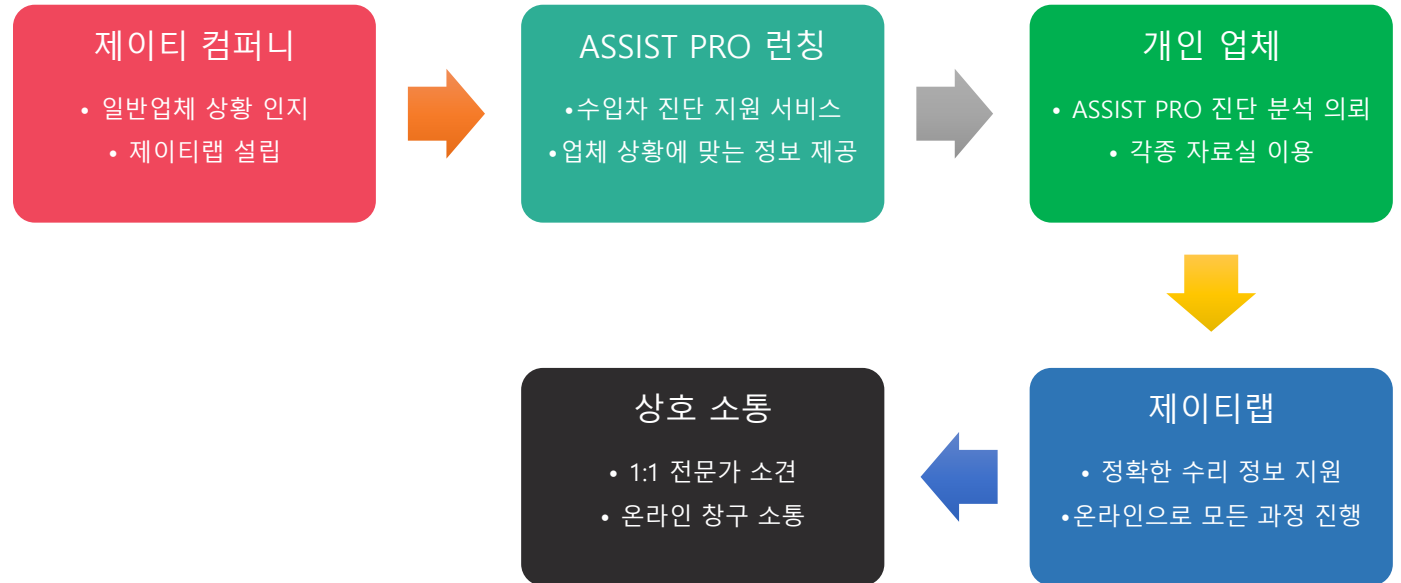 제이티 컴퍼니
• 일반업체 상황 인지
• 제이티랩 설립
ASSIST PRO 런칭
•수입차 진단 지원 서비스
•업체 상황에 맞는 정보 제공
개인 업체
• ASSIST PRO 진단 분석 의뢰
• 각종 자료실 이용
제이티랩
• 정확한 수리 정보 지원
•온라인으로 모든 과정 진행
상호 소통
• 1:1 전문가 소견
• 온라인 창구 소통